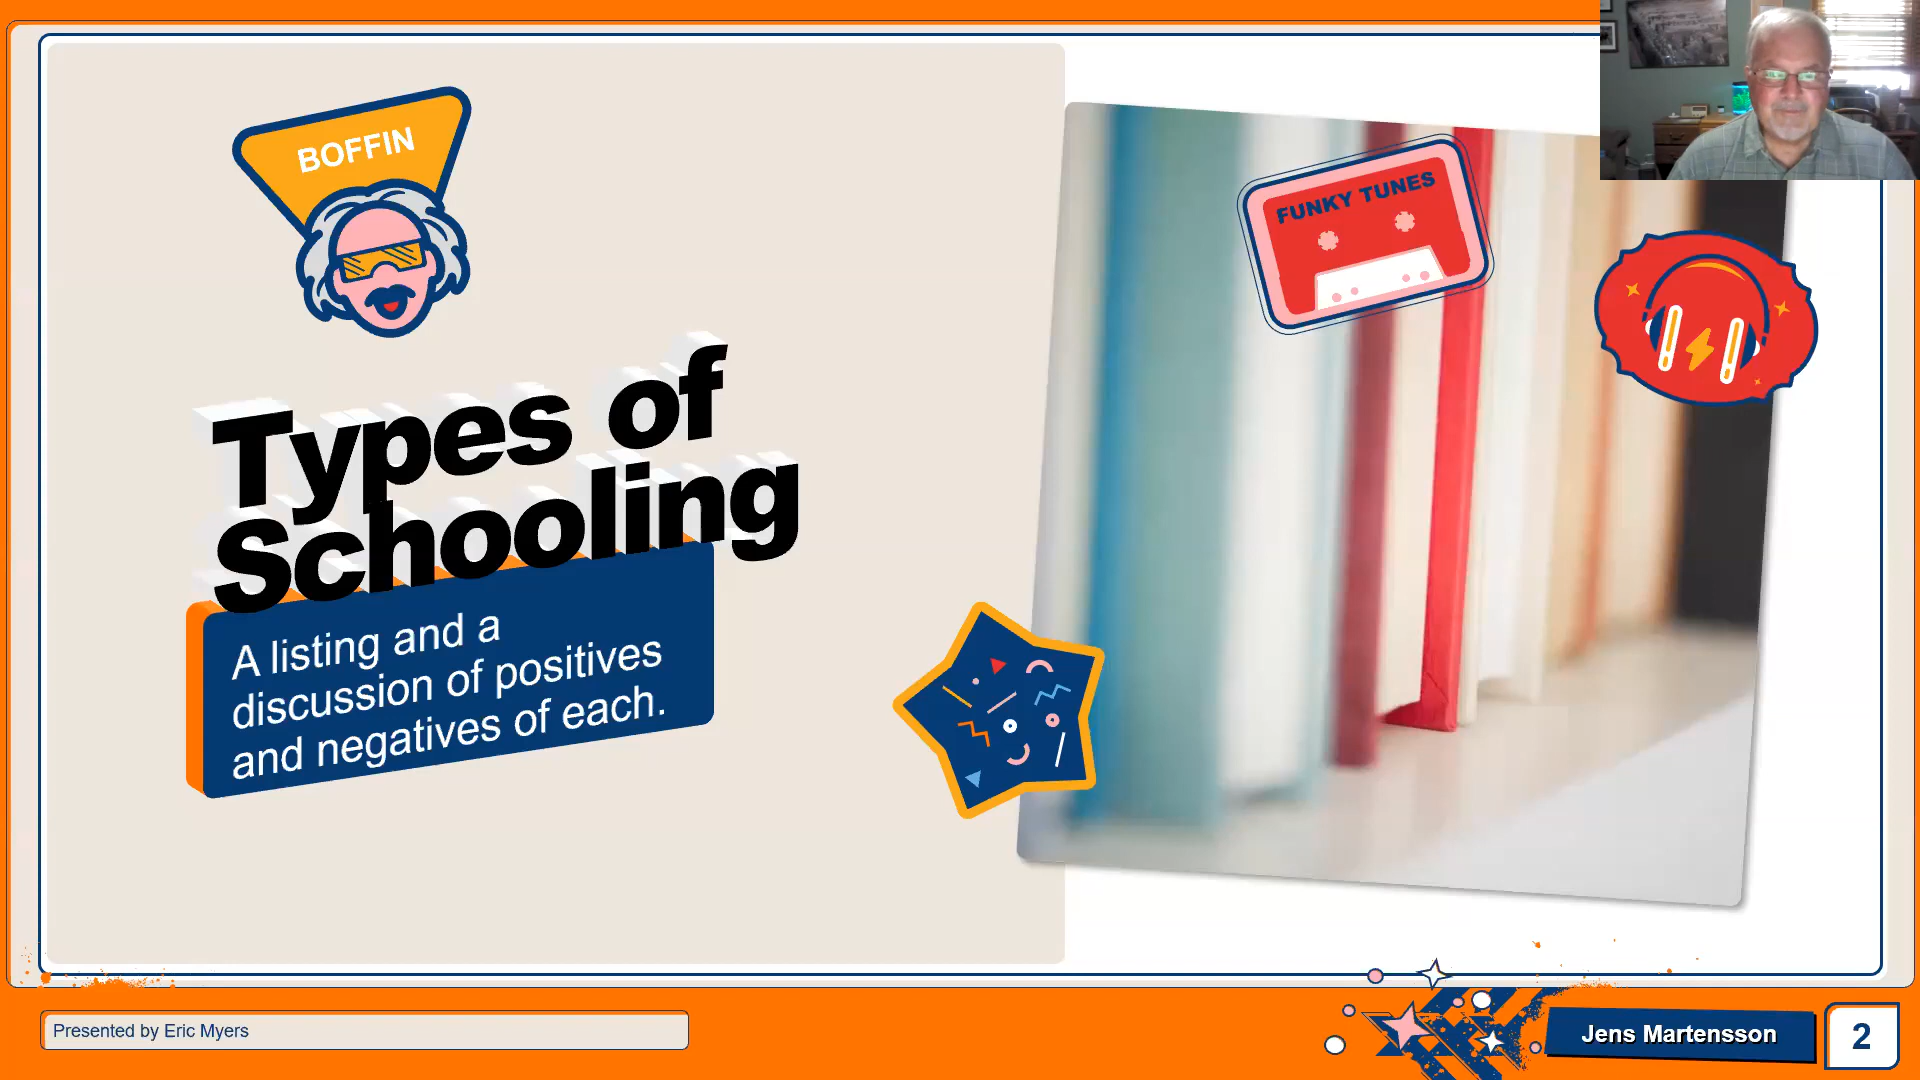 BOFFIN
FUNKY TUNES
Types of
Schooling
A listing and a
discussion of positives
and negatives of each.
Presented by Eric Myers
Jens Martensson
2